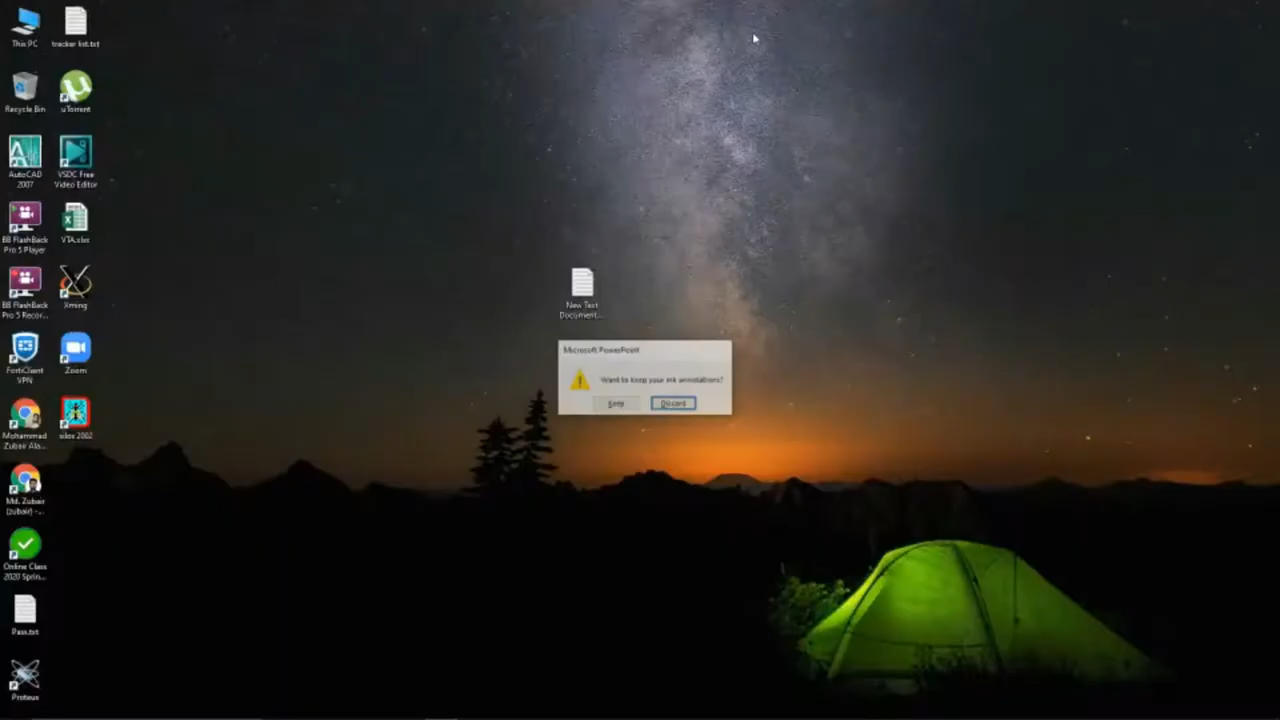 This PC
tracker list.txt
Recycle Bin
uTorrent
AutoCAD
2007
VSDC Free
Video Editor
BB FlashBack
Pro 5 Player
VTA.xlsx
BB FlashBack
Pro 5 Recor...
Xming
FortiClient
VPN
Zoom
Mohammad
Zubair Ala...
silos 2002
Md. Zubair
(zubair) -...
Online Class
2020 Sprin...
Pass.txt
Proteus
New Text
Document...
Microsoft PowerPoint
Want to keep your ink annotations?
Keep
Discard